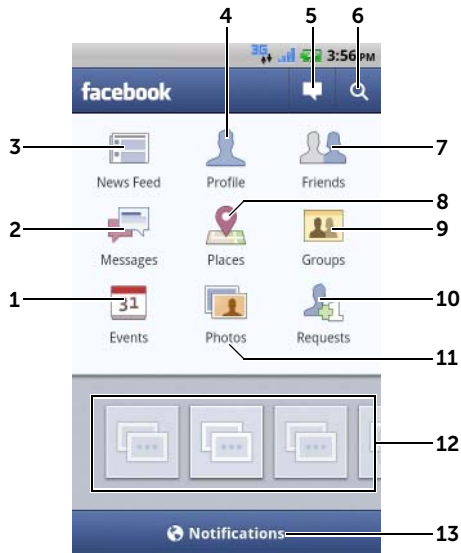 4 5 6
3G 3:56 PM
facebook
3 7
News Feed Profile Friends
8
2 9
Messages Places Groups
31
1 10
Events Photos Requests
11
12
Notifications 13